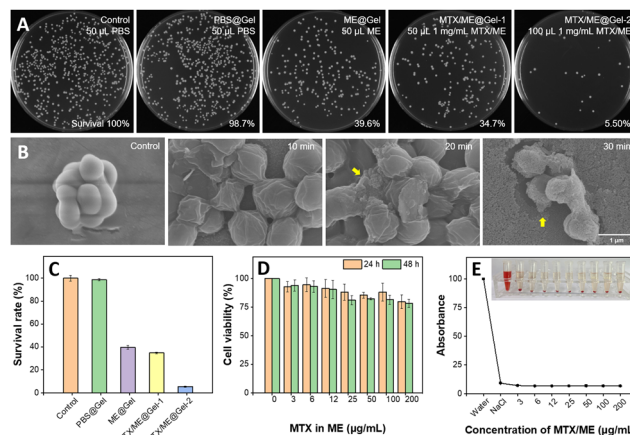 A
Control
50 µL PBS
Survival 100%
PBS@Gel
50 µL PBS
98.7%
ME@Gel
50 µL ME
39.6%
MTX/ME@Gel-1
50 µL 1 mg/mL MTX/ME
34.7%
MTX/ME@Gel-2
100 µL 1 mg/mL MTX/ME
5.50%
B
Control
10 min
20 min
30 min
1 µm
C
Survival rate (%)
100
80
60
40
20
0
Control
PBS@Gel
ME@Gel
TX/ME@Gel-1
TX/ME@Gel-2
D
24 h
48 h
Cell viability (%)
100
75
50
25
0
0 3 6 12 25 50 100 200
MTX in ME (µg/mL)
E
Absorbance
100
75
50
25
0
Water NaCl 3 6 12 25 50 100 200
Concentration of MTX/ME (µg/mL)